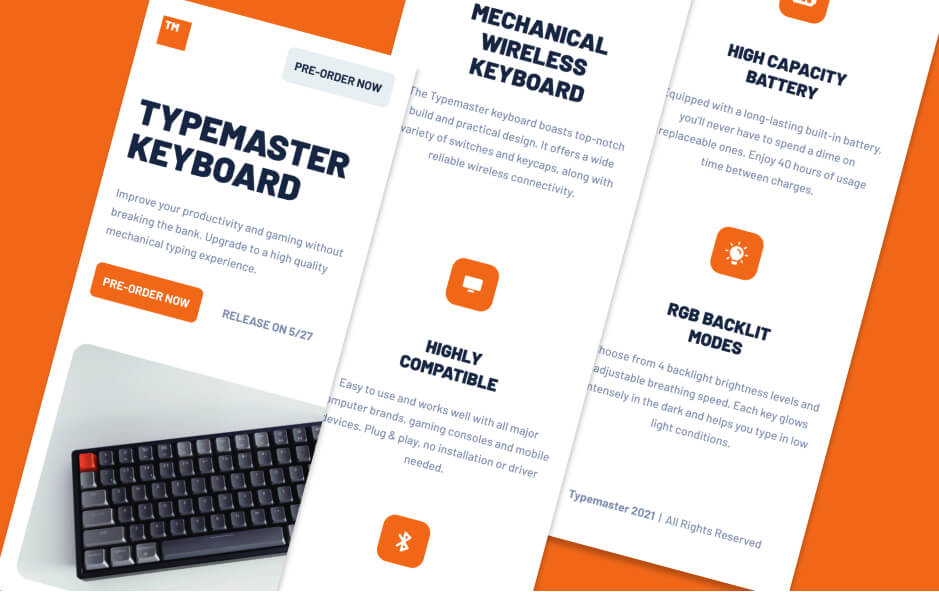 TM
PRE-ORDER NOW
TYPEMASTER
KEYBOARD
Improve your productivity and gaming without
breaking the bank. Upgrade to a high quality
mechanical typing experience.
PRE-ORDER NOW
RELEASE ON 5/27
MECHANICAL
WIRELESS
KEYBOARD
The Typemaster keyboard boasts top-notch
build and practical design. It offers a wide
variety of switches and keycaps, along with
reliable wireless connectivity.
HIGHLY
COMPATIBLE
Easy to use and works well with all major
omputer brands, gaming consoles and mobile
devices. Plug & play, no installation or driver
needed.
HIGH CAPACITY
BATTERY
Equipped with a long-lasting built-in battery,
you'll never have to spend a dime on
replaceable ones. Enjoy 40 hours of usage
time between charges.
RGB BACKLIT
MODES
hoose from 4 backlight brightness levels and
adjustable breathing speed. Each key glows
intensely in the dark and helps you type in low
light conditions.
Typemaster 2021 | All Rights Reserved